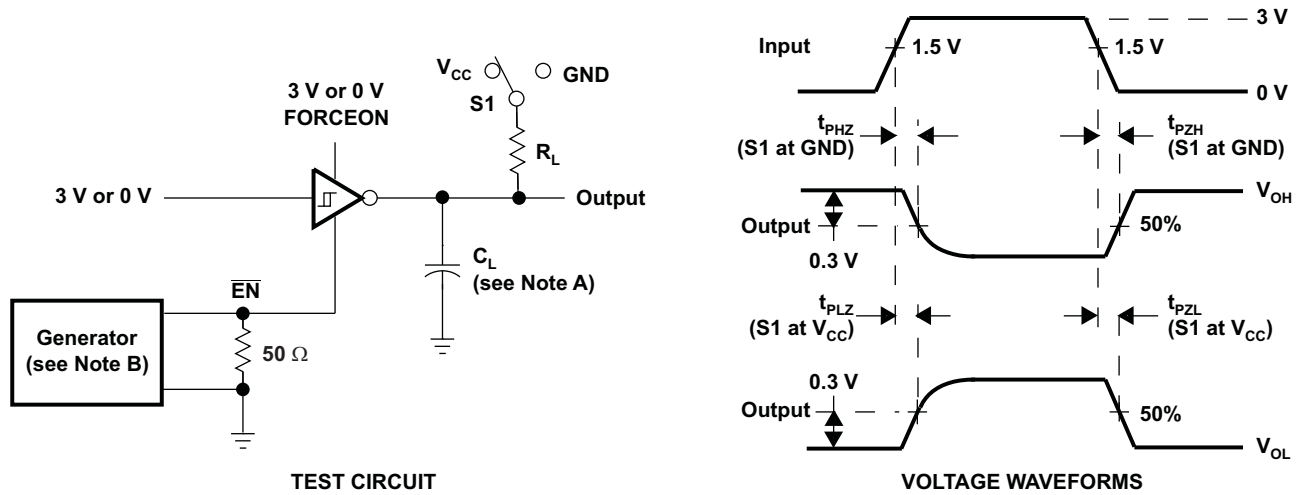 3 V or 0 V
FORCEON
V_CC
GND
S1
R_L
3 V or 0 V
Output
C_L
(see Note A)
E̅N̅
Generator
(see Note B)
50 Ω
TEST CIRCUIT
3 V
Input
1.5 V
1.5 V
0 V
t_PHZ
(S1 at GND)
t_PZH
(S1 at GND)
V_OH
Output
50%
0.3 V
t_PLZ
(S1 at V_CC)
t_PZL
(S1 at V_CC)
0.3 V
Output
50%
V_OL
VOLTAGE WAVEFORMS